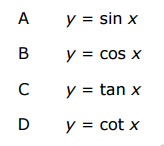 A y = sin x
B y = cos x
C y = tan x
D y = cot x